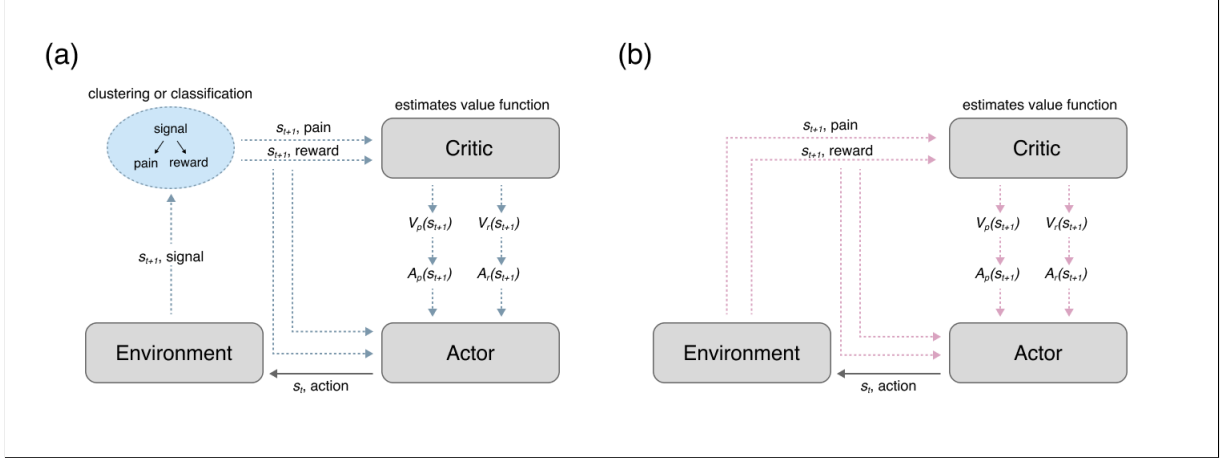 (a)
clustering or classification
signal
pain reward
s_{t+1}, pain
s_{t+1}, reward
estimates value function
Critic
V_p(s_{t+1}) V_r(s_{t+1})
A_p(s_{t+1}) A_r(s_{t+1})
s_{t+1}, signal
Environment
Actor
s_t, action
(b)
estimates value function
s_{t+1}, pain
s_{t+1}, reward
Critic
V_p(s_{t+1}) V_r(s_{t+1})
A_p(s_{t+1}) A_r(s_{t+1})
Environment
Actor
s_t, action